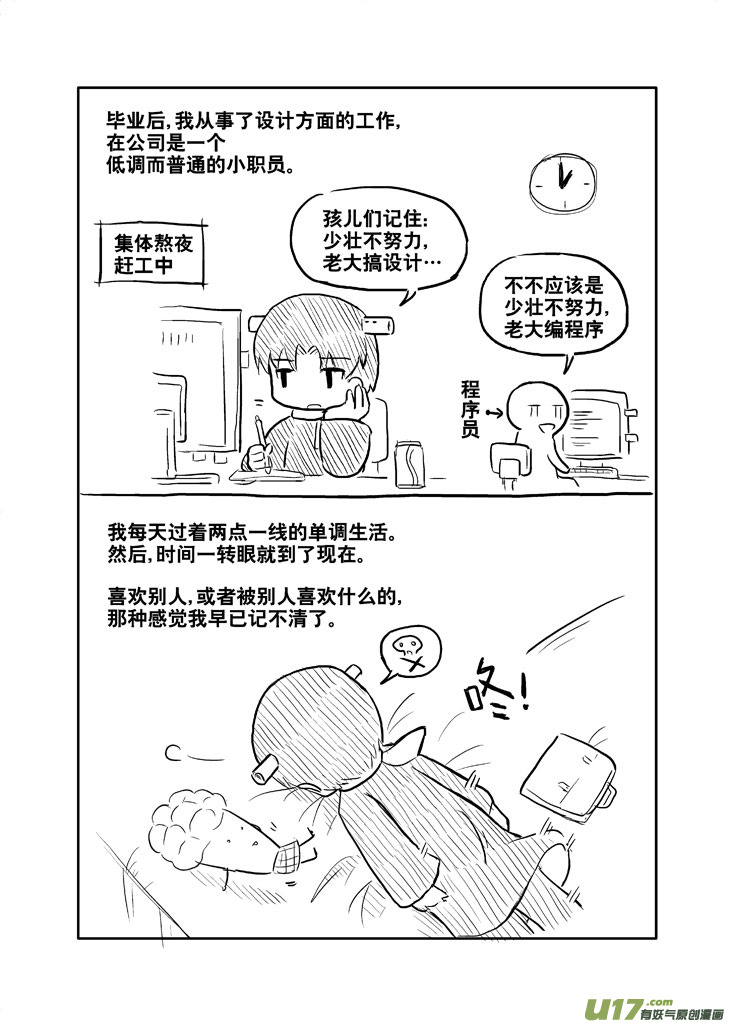 毕业后,我从事了设计方面的工作,
在公司是一个
低调而普通的小职员。
集体熬夜
赶工中
孩儿们记住:
少壮不努力,
老大搞设计…
不不应该是
少壮不努力,
老大编程序
程序员
我每天过着两点一线的单调生活。
然后,时间一转眼就到了现在。
喜欢别人,或者被别人喜欢什么的,
那种感觉我早已记不清了。
咚!
U17.com
有妖气原创漫画